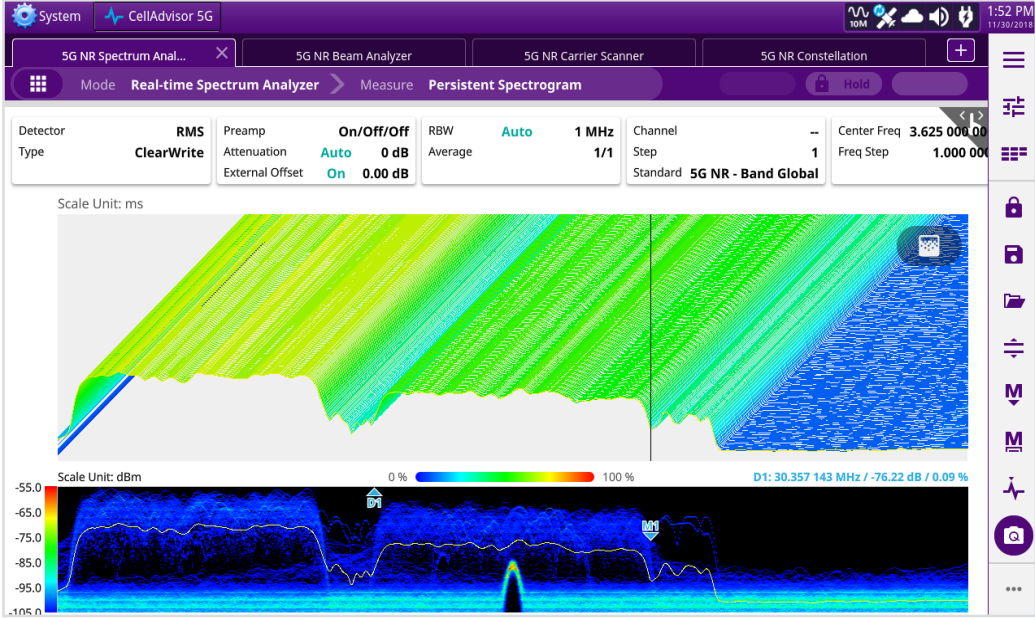 System CellAdvisor 5G 10M 1:52 PM
11/30/2018
5G NR Spectrum Anal... 5G NR Beam Analyzer 5G NR Carrier Scanner 5G NR Constellation +
Mode Real-time Spectrum Analyzer Measure Persistent Spectrogram Hold
Detector RMS Preamp On/Off/Off RBW Auto 1 MHz Channel -- Center Freq 3.625 000 00
Type ClearWrite Attenuation Auto 0 dB Average 1/1 Step 1 Freq Step 1.000 000
External Offset On 0.00 dB Standard 5G NR - Band Global
Scale Unit: ms
Scale Unit: dBm 0 % 100 % D1: 30.357 143 MHz / -76.22 dB / 0.09 %
-55.0
D1
-65.0
M1
-75.0
-85.0
-95.0
-105.0
M
M
Q